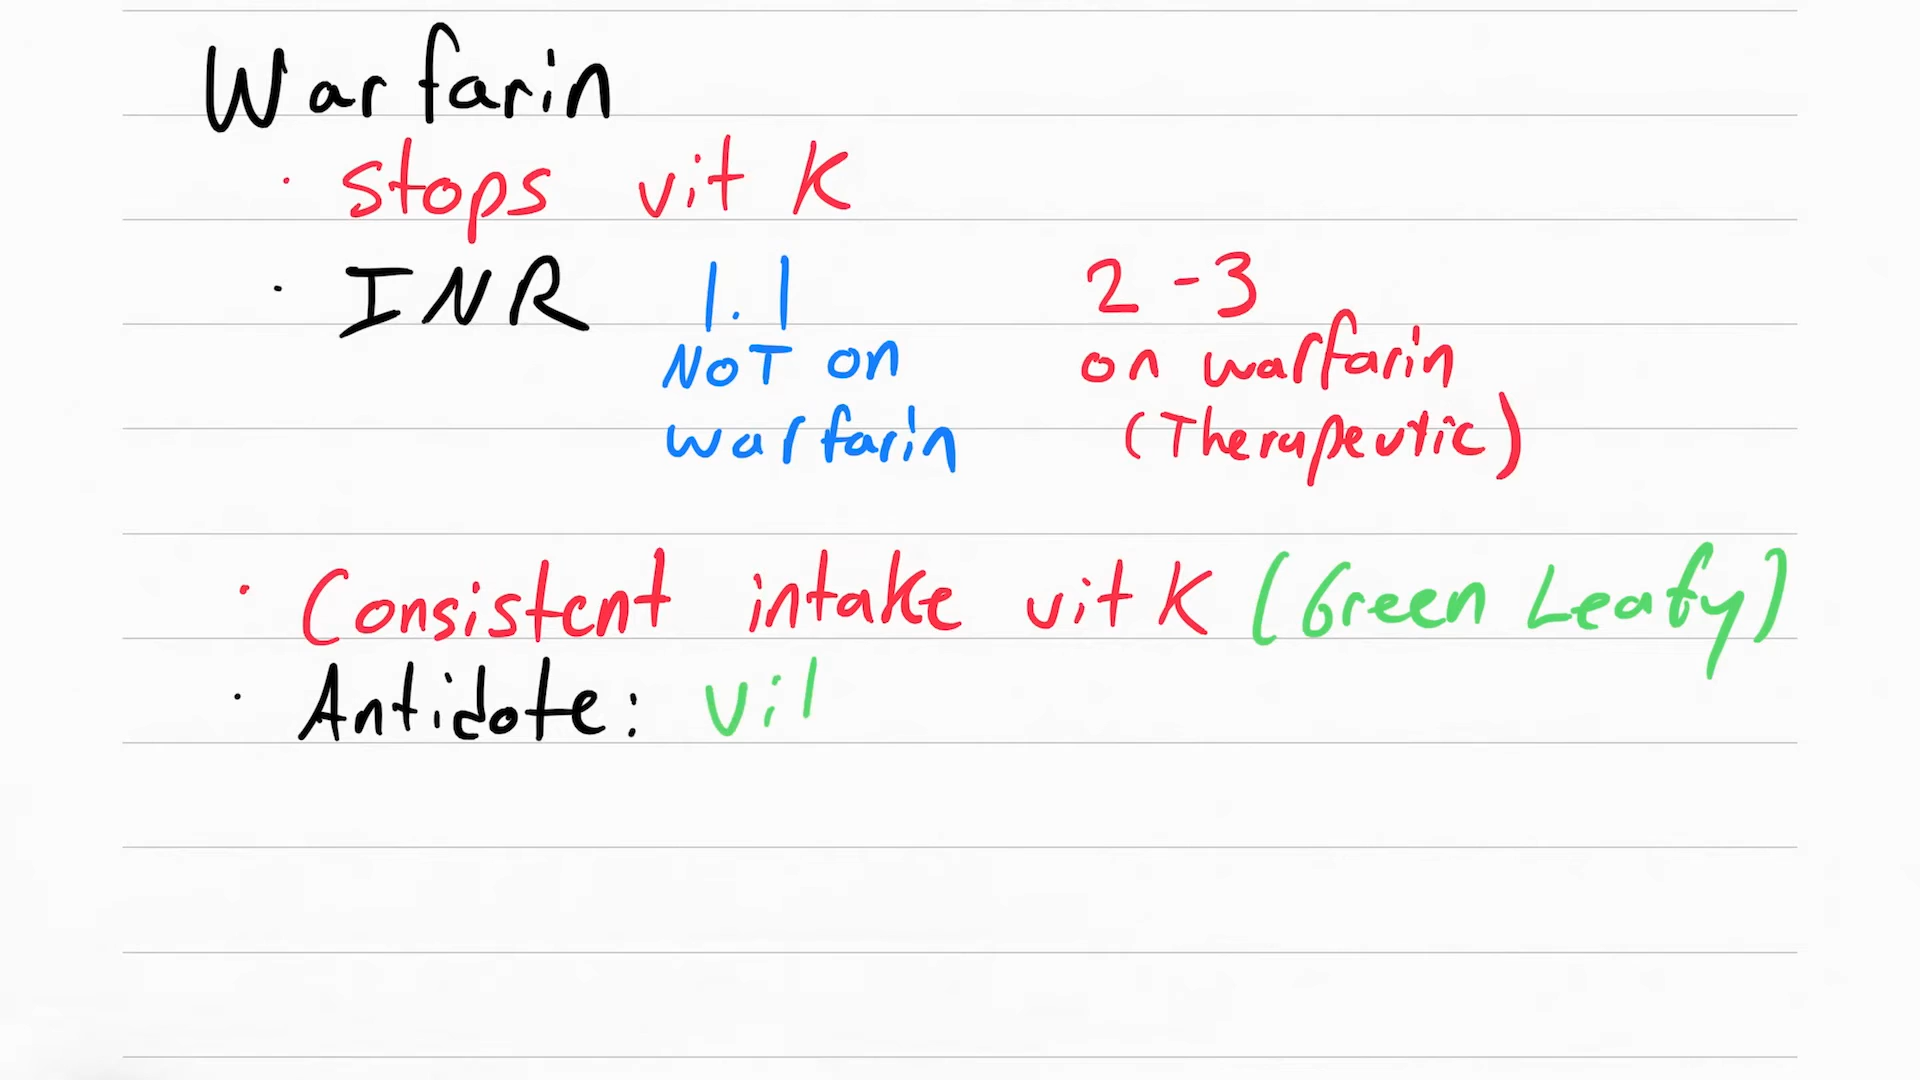 Warfarin
· stops vit K
· INR 1.1 2-3
NOT on on warfarin
warfarin (Therapeutic)
· Consistent intake vit K (Green Leafy)
· Antidote: vi